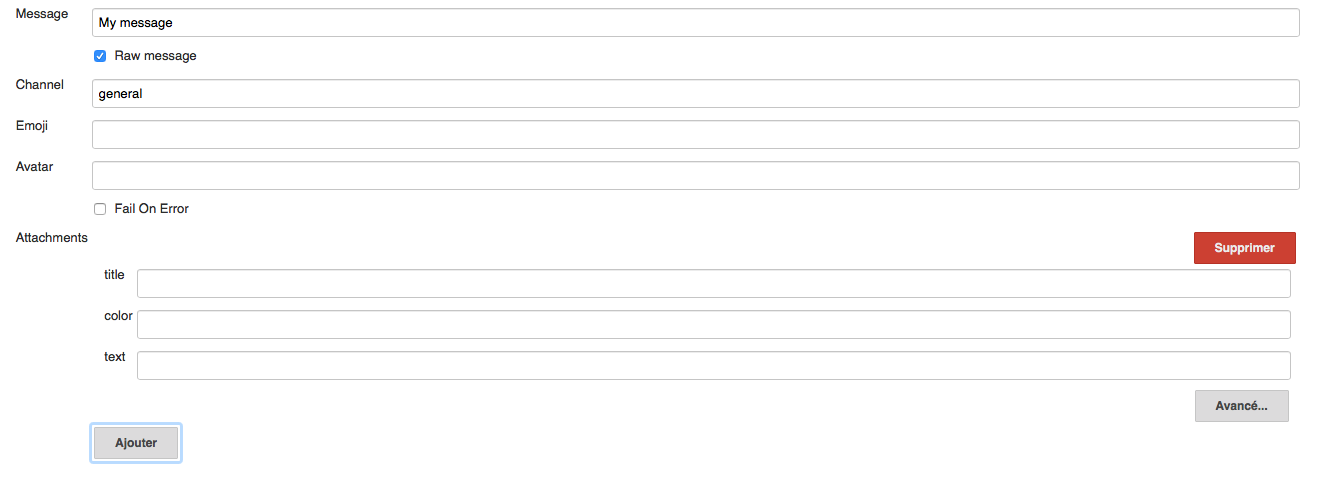 Message
My message
Raw message
Channel
general
Emoji
Avatar
Fail On Error
Attachments
Supprimer
title
color
text
Avancé...
Ajouter